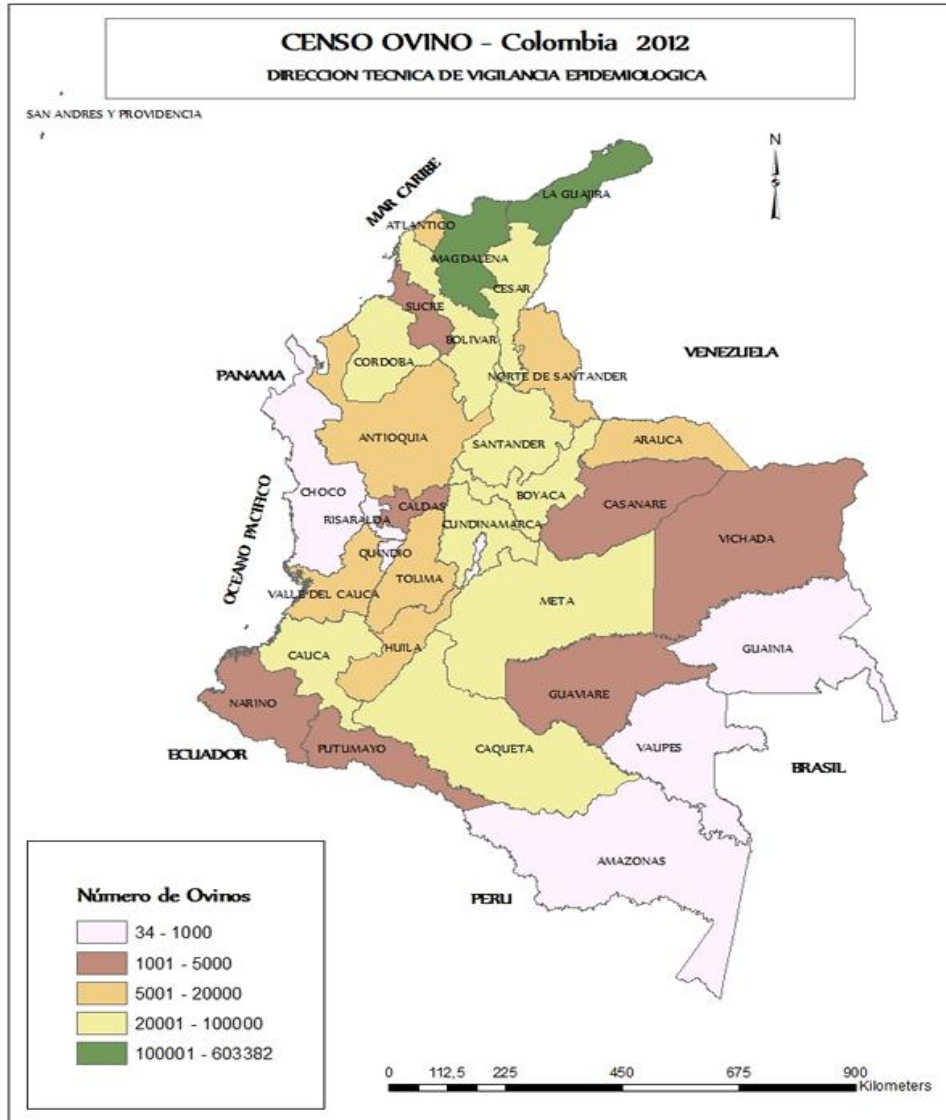 CENSO OVINO - Colombia 2012
DIRECCION TECNICA DE VIGILANCIA EPIDEMIOLOGICA
SAN ANDRES Y PROVIDENCIA
N
MAR CARIBE
LA GUAJIRA
ATLANTICO
MAGDALENA
CESAR
SUCRE
BOLIVAR
VENEZUELA
CORDOBA
PANAMA
NORTE DE SANTANDER
ANTIOQUIA
SANTANDER
ARAUCA
CHOCO
BOYACA
CASANARE
RISARALDA
CALDAS
CUNDINAMARCA
VICHADA
OCEANO PACIFICO
QUINDIO
TOLIMA
VALLE DEL CAUCA
META
HUILA
GUAINIA
CAUCA
GUAVIARE
NARINO
PUTUMAYO
CAQUETA
VAUPES
ECUADOR
BRASIL
AMAZONAS
PERU
Número de Ovinos
34 - 1000
1001 - 5000
5001 - 20000
20001 - 100000
100001 - 603382
0 112,5 225 450 675 900
Kilometers